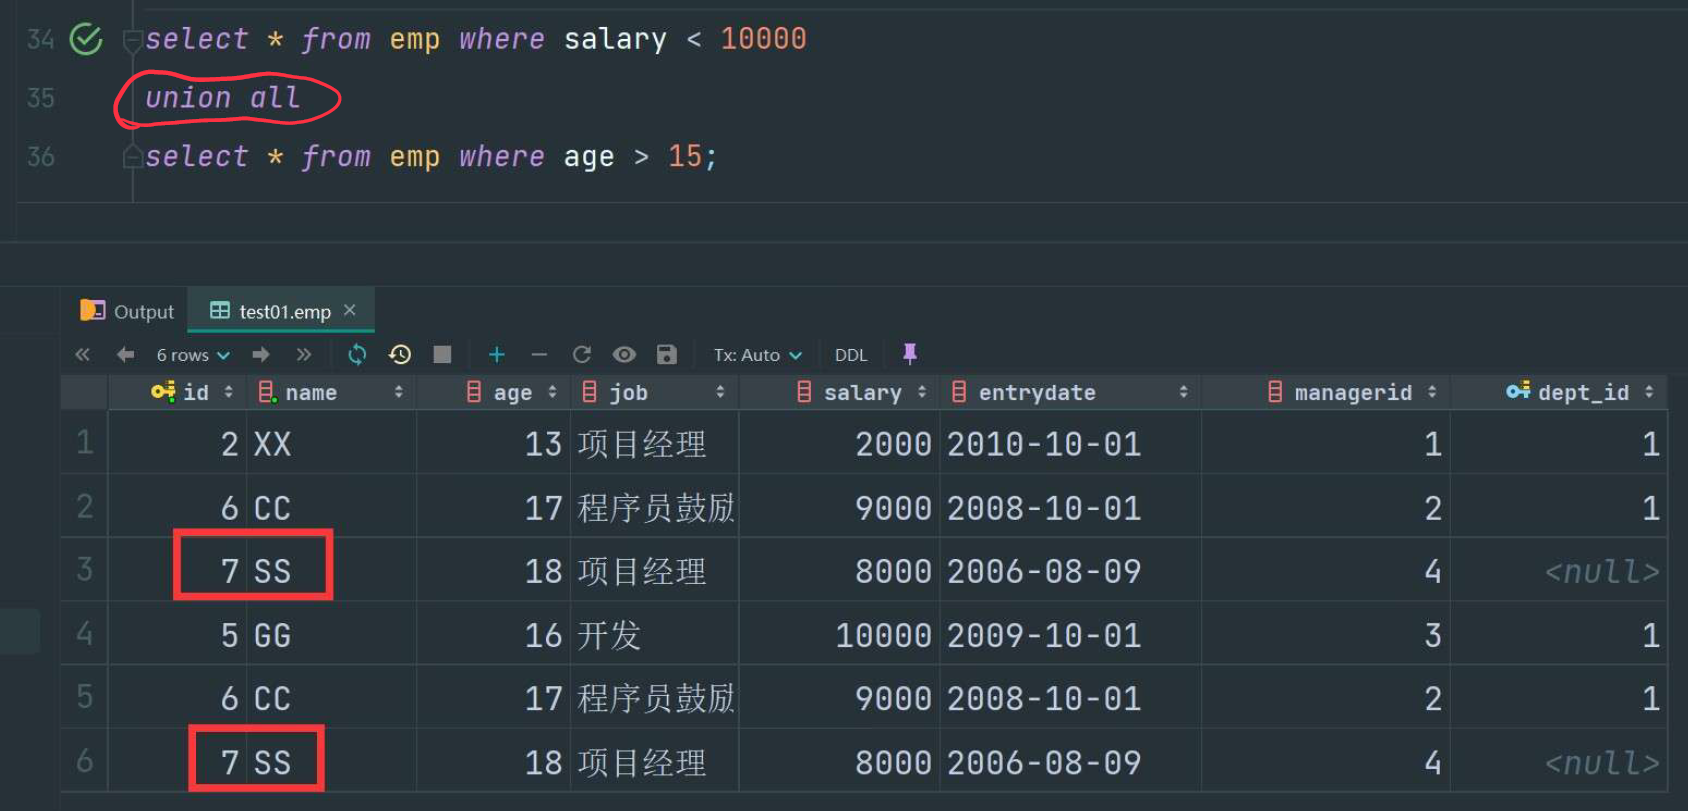 34 select * from emp where salary < 10000
35 union all
36 select * from emp where age > 15;
Output test01.emp ×
« 6 rows » Tx: Auto DDL
id name age job salary entrydate managerid dept_id
1 2 XX 13 项目经理 2000 2010-10-01 1 1
2 6 CC 17 程序员鼓励 9000 2008-10-01 2 1
3 7 SS 18 项目经理 8000 2006-08-09 4 <null>
4 5 GG 16 开发 10000 2009-10-01 3 1
5 6 CC 17 程序员鼓励 9000 2008-10-01 2 1
6 7 SS 18 项目经理 8000 2006-08-09 4 <null>